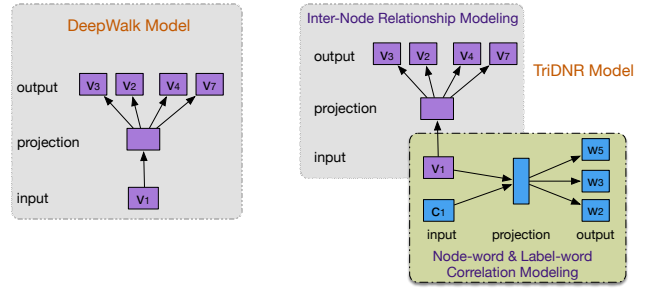 DeepWalk Model
output
V3 V2 V4 V7
projection
input
V1
Inter-Node Relationship Modeling
output
V3 V2 V4 V7
TriDNR Model
projection
input
V1
C1
W5
W3
W2
input projection output
Node-word & Label-word
Correlation Modeling